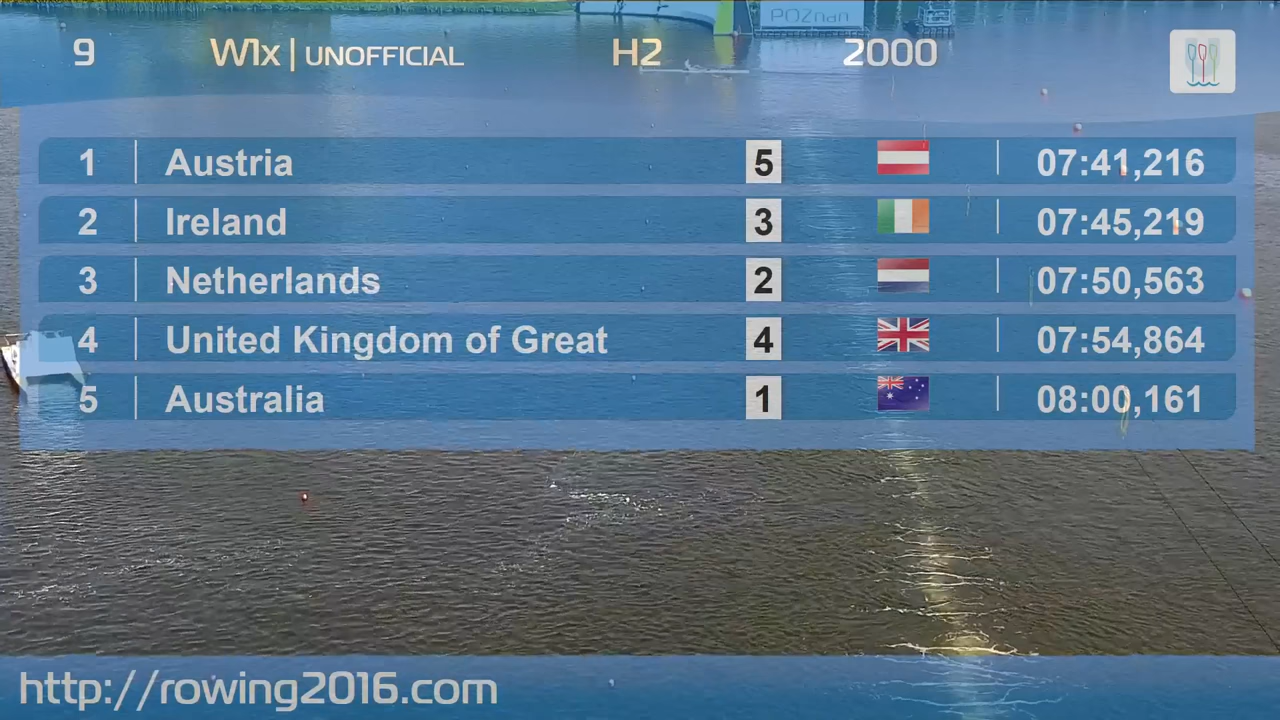 POZnan
9 W1x | UNOFFICIAL H2 2000
1 Austria 5 07:41,216
2 Ireland 3 07:45,219
3 Netherlands 2 07:50,563
4 United Kingdom of Great 4 07:54,864
5 Australia 1 08:00,161
http://rowing2016.com